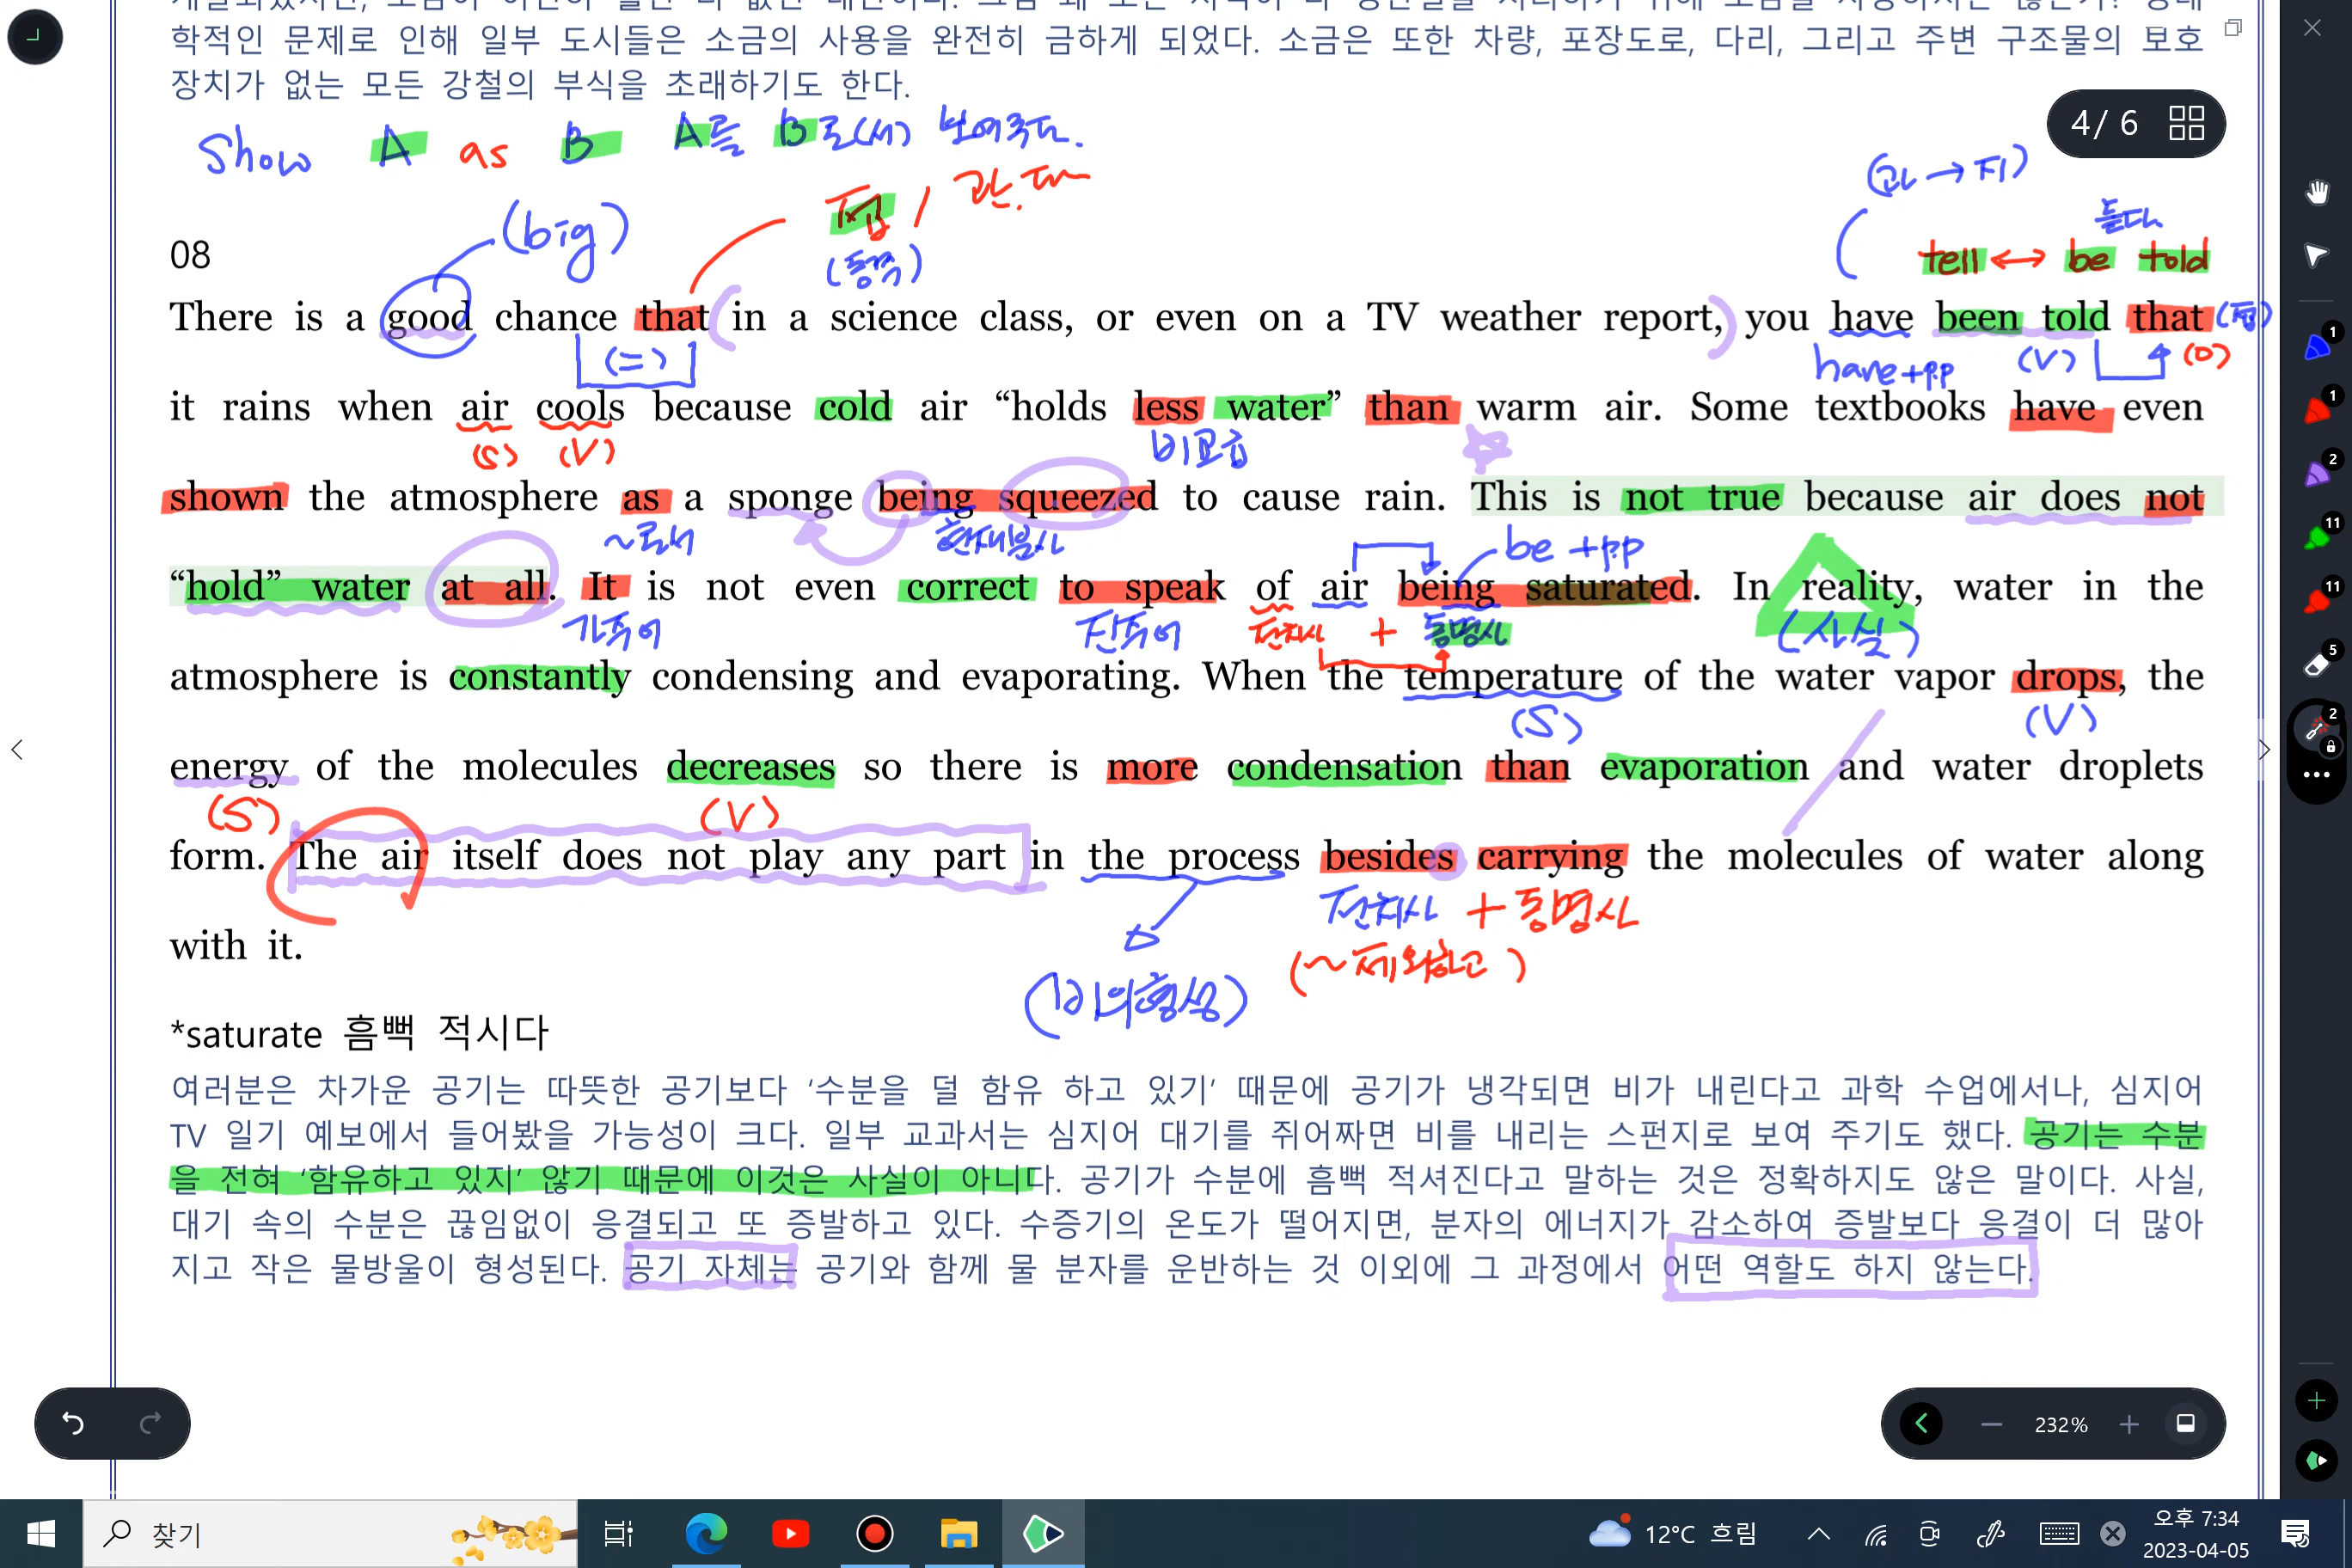 학적인 문제로 인해 일부 도시들은 소금의 사용을 완전히 금하게 되었다. 소금은 또한 차량, 포장도로, 다리, 그리고 주변 구조물의 보호
장치가 없는 모든 강철의 부식을 초래하기도 한다.
Show A as B A를 B로(서) 보여주다.
4/ 6
(과→지)
(big)
접 / 관.
듣다
08
(동격)
tell ↔ be told
There is a good chance that in a science class, or even on a TV weather report, you have been told that (접)
(=)
have+p.p (V) (O)
it rains when air cools because cold air “holds less water” than warm air. Some textbooks have even
(S) (V) 비교급
shown the atmosphere as a sponge being squeezed to cause rain. This is not true because air does not
~로서 현재분사 be +p.p
“hold” water at all. It is not even correct to speak of air being saturated. In reality, water in the
가주어 진주어 전치사 + 동명사 (사실)
atmosphere is constantly condensing and evaporating. When the temperature of the water vapor drops, the
(S) (V)
energy of the molecules decreases so there is more condensation than evaporation and water droplets
(S) (V)
form. The air itself does not play any part in the process besides carrying the molecules of water along
전치사 + 동명사
with it.
(~제외하고)
(비의형성)
*saturate 흠뻑 적시다
여러분은 차가운 공기는 따뜻한 공기보다 ‘수분을 덜 함유 하고 있기’ 때문에 공기가 냉각되면 비가 내린다고 과학 수업에서나, 심지어
TV 일기 예보에서 들어봤을 가능성이 크다. 일부 교과서는 심지어 대기를 쥐어짜면 비를 내리는 스펀지로 보여 주기도 했다. 공기는 수분
을 전혀 ‘함유하고 있지’ 않기 때문에 이것은 사실이 아니다. 공기가 수분에 흠뻑 적셔진다고 말하는 것은 정확하지도 않은 말이다. 사실,
대기 속의 수분은 끊임없이 응결되고 또 증발하고 있다. 수증기의 온도가 떨어지면, 분자의 에너지가 감소하여 증발보다 응결이 더 많아
지고 작은 물방울이 형성된다. 공기 자체는 공기와 함께 물 분자를 운반하는 것 이외에 그 과정에서 어떤 역할도 하지 않는다.
232%
1
1
2
11
11
5
2
찾기
12°C 흐림
오후 7:34
2023-04-05